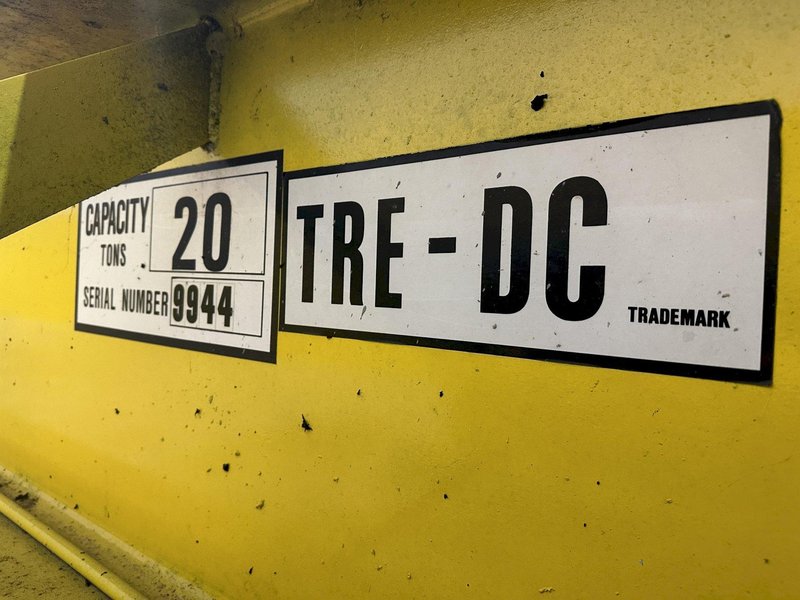 CAPACITY
TONS
20
SERIAL NUMBER 9944
TRE-DC
TRADEMARK